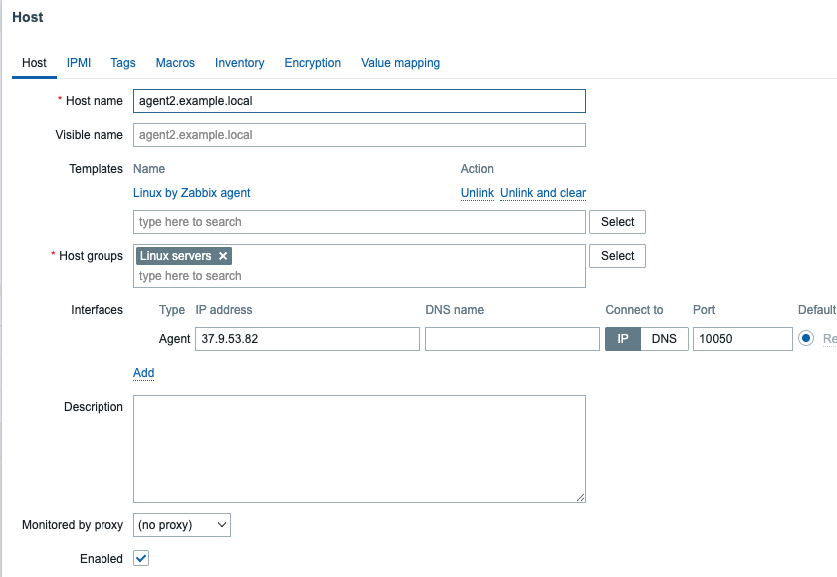 Host
Host IPMI Tags Macros Inventory Encryption Value mapping
* Host name agent2.example.local
Visible name agent2.example.local
Templates Name Action
Linux by Zabbix agent Unlink Unlink and clear
type here to search Select
* Host groups Linux servers × Select
type here to search
Interfaces Type IP address DNS name Connect to Port Default
Agent 37.9.53.82 IP DNS 10050 Re
Add
Description
Monitored by proxy (no proxy)
Enabled